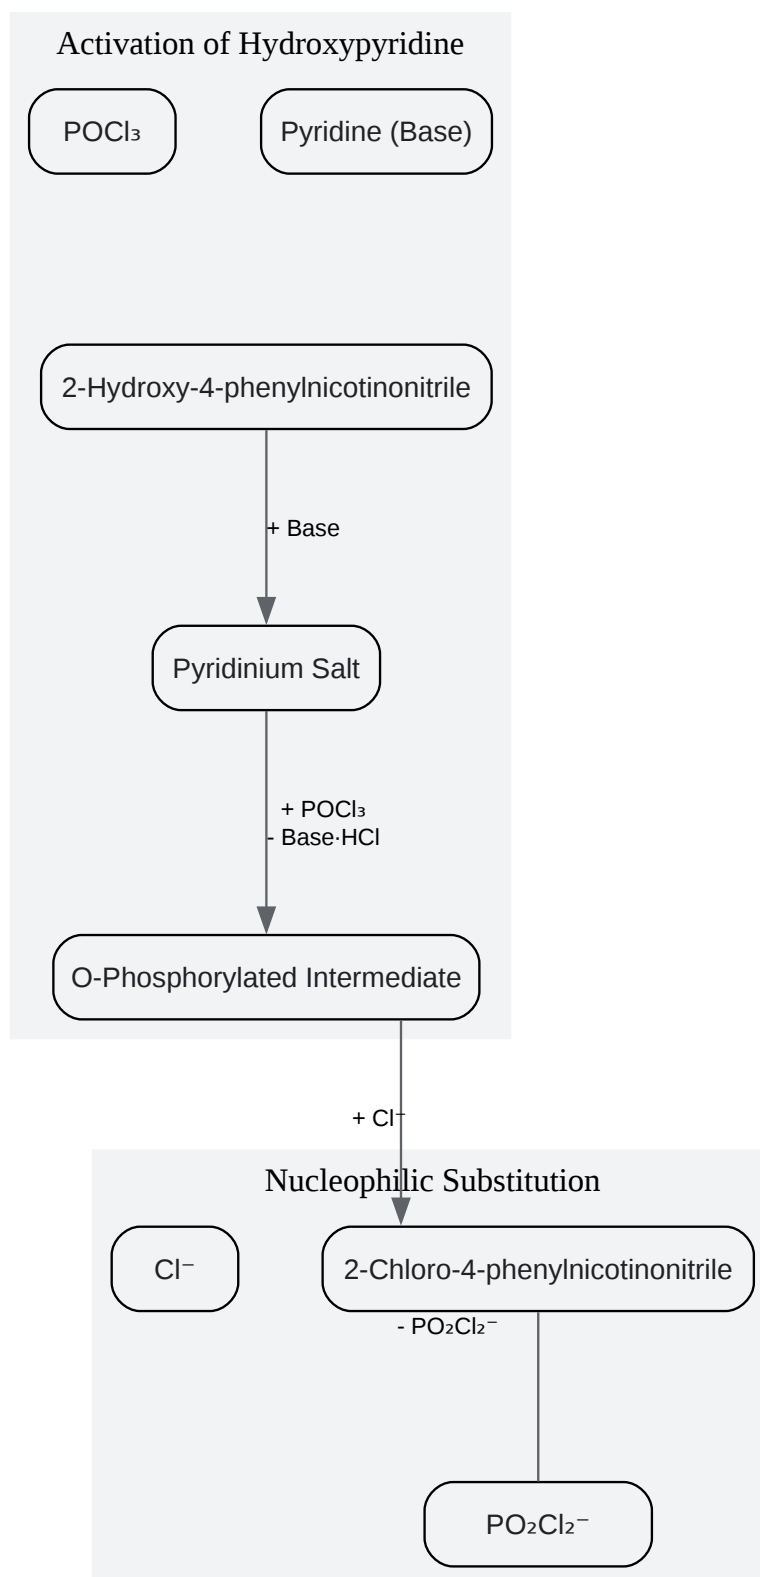 Activation of Hydroxypyridine
POCl₃
Pyridine (Base)
2-Hydroxy-4-phenylnicotinonitrile
+ Base
Pyridinium Salt
+ POCl₃
- Base·HCl
O-Phosphorylated Intermediate
+ Cl⁻
Nucleophilic Substitution
Cl⁻
2-Chloro-4-phenylnicotinonitrile
- PO₂Cl₂⁻
PO₂Cl₂⁻